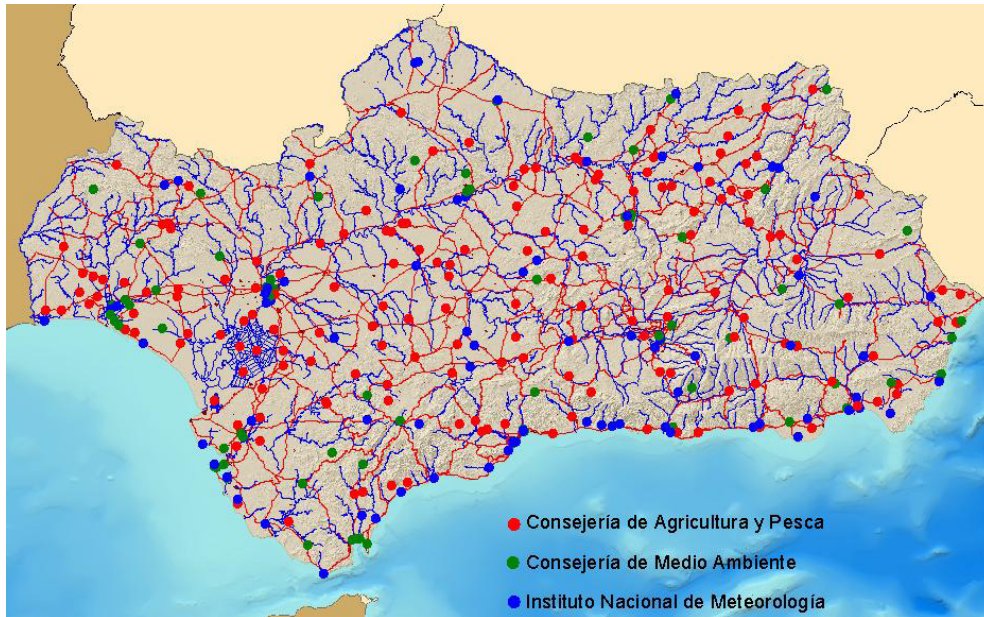 Consejería de Agricultura y Pesca
Consejería de Medio Ambiente
Instituto Nacional de Meteorología